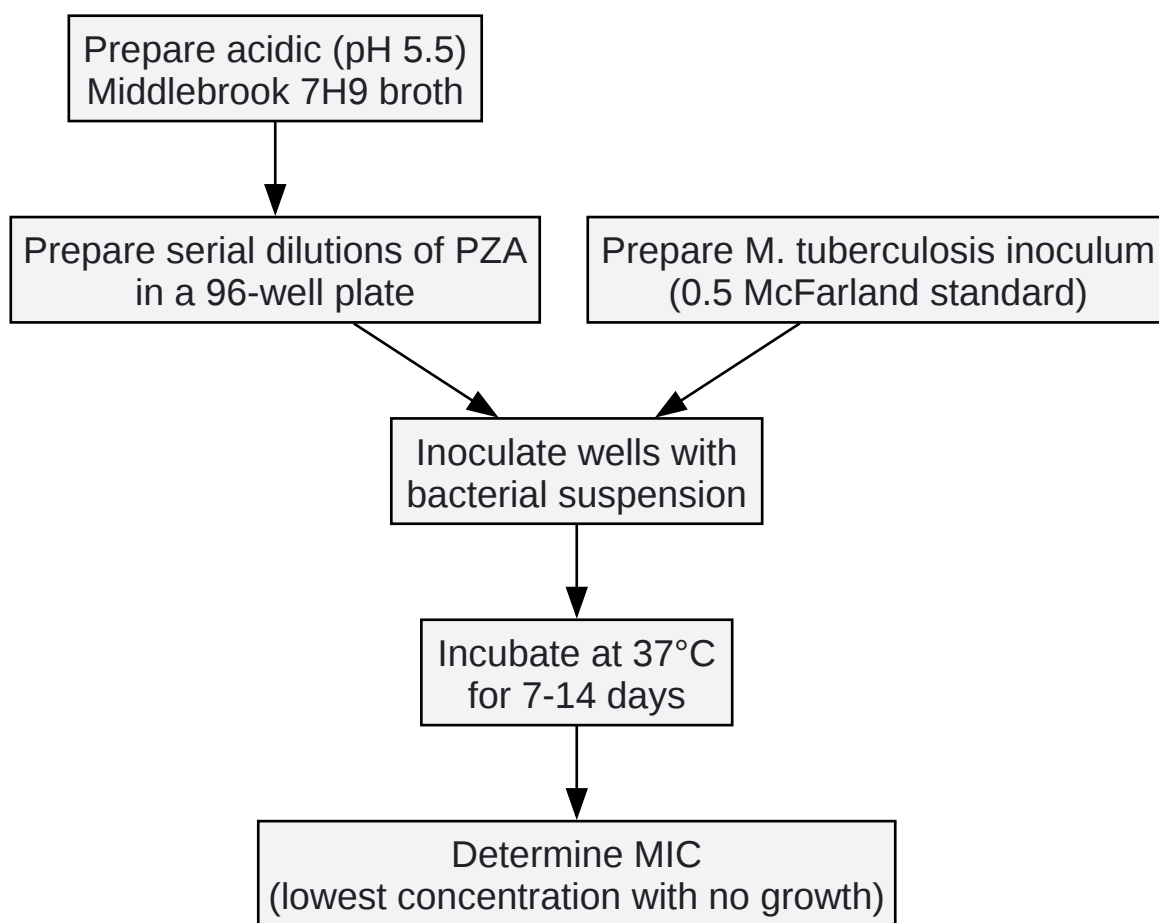 Prepare acidic (pH 5.5)
Middlebrook 7H9 broth
Prepare serial dilutions of PZA
in a 96-well plate
Prepare M. tuberculosis inoculum
(0.5 McFarland standard)
Inoculate wells with
bacterial suspension
Incubate at 37°C
for 7-14 days
Determine MIC
(lowest concentration with no growth)